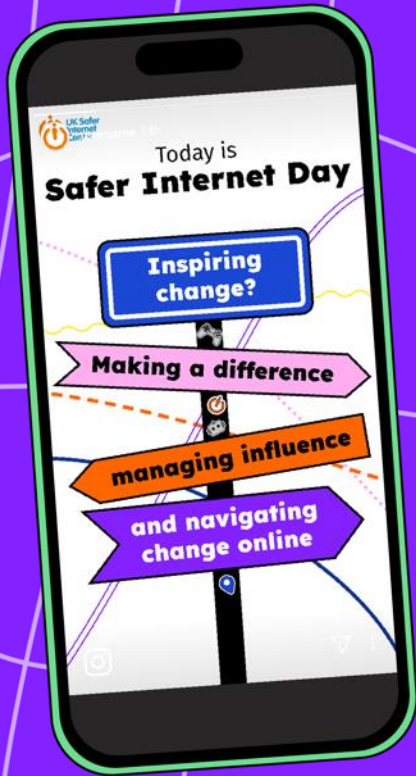 UK Safer
Internet
Centre
Today is
Safer Internet Day
Inspiring
change?
Making a difference
managing influence
and navigating
change online